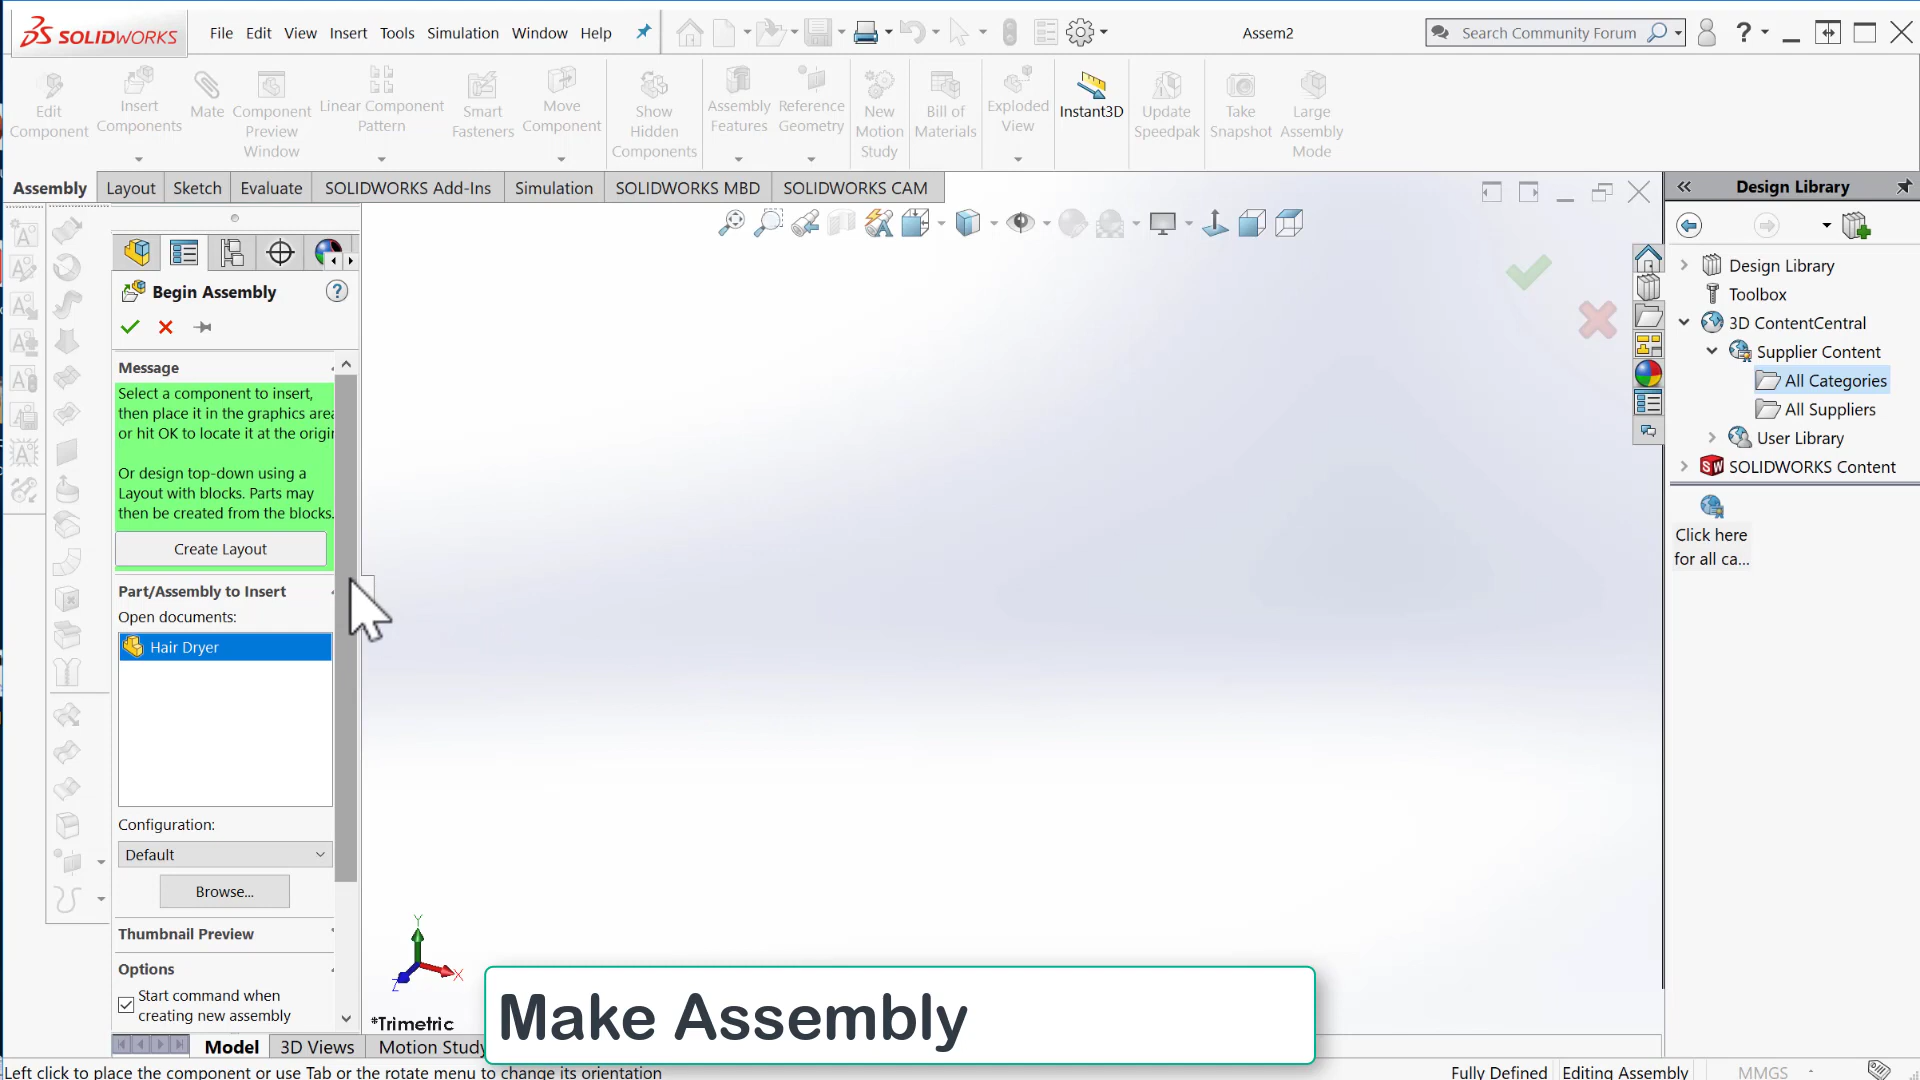 SOLIDWORKS
File Edit View Insert Tools Simulation Window Help
Assem2
Search Community Forum
?
Edit Component
Insert Components
Mate
Component Preview Window
Linear Component Pattern
Smart Fasteners
Move Component
Show Hidden Components
Assembly Features
Reference Geometry
New Motion Study
Bill of Materials
Exploded View
Instant3D
Update Speedpak
Take Snapshot
Large Assembly Mode
Assembly Layout Sketch Evaluate SOLIDWORKS Add-Ins Simulation SOLIDWORKS MBD SOLIDWORKS CAM
Design Library
Begin Assembly
?
Message
Select a component to insert,
then place it in the graphics area
or hit OK to locate it at the origin
Or design top-down using a
Layout with blocks. Parts may
then be created from the blocks.
Create Layout
Part/Assembly to Insert
Open documents:
Hair Dryer
Configuration:
Default
Browse...
Thumbnail Preview
Options
Start command when
creating new assembly
Y
X
Z
*Trimetric
Design Library
Toolbox
3D ContentCentral
Supplier Content
All Categories
All Suppliers
User Library
SOLIDWORKS Content
Click here
for all ca...
Make Assembly
Model 3D Views Motion Study
Left click to place the component or use Tab or the rotate menu to change its orientation
Fully Defined Editing Assembly MMGS -